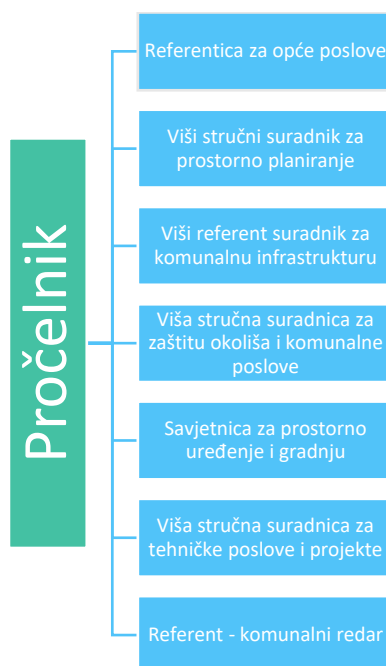 Pročelnik
Referentica za opće poslove
Viši stručni suradnik za
prostorno planiranje
Viši referent suradnik za
komunalnu infrastrukturu
Viša stručna suradnica za
zaštitu okoliša i komunalne
poslove
Savjetnica za prostorno
uređenje i gradnju
Viša stručna suradnica za
tehničke poslove i projekte
Referent - komunalni redar